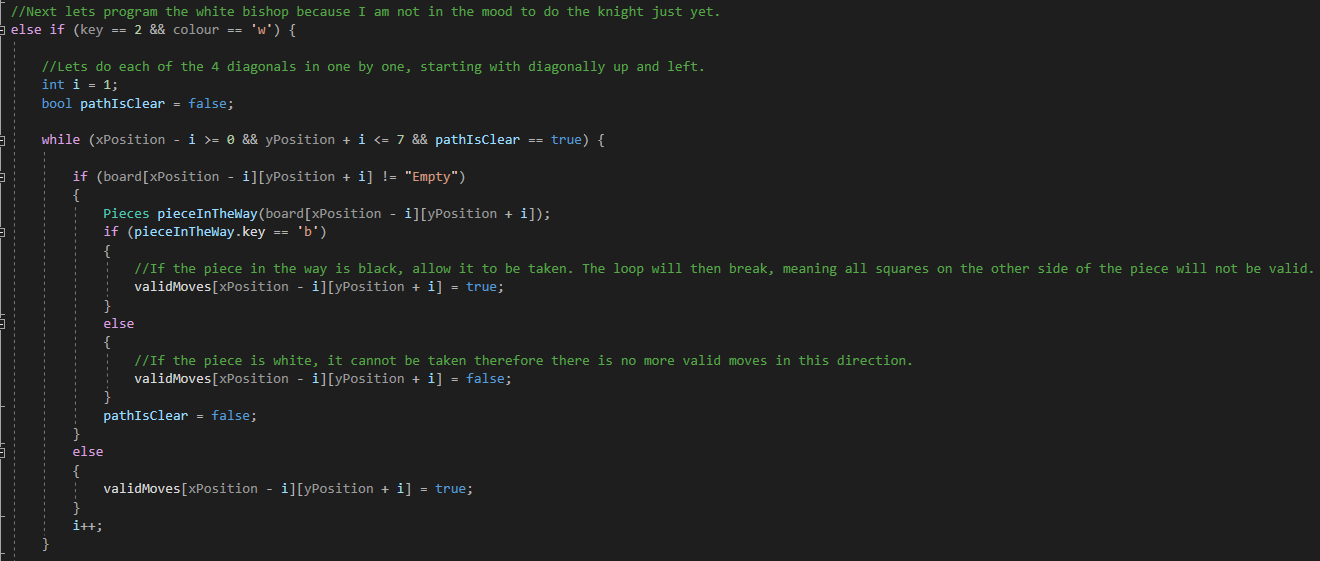 //Next lets program the white bishop because I am not in the mood to do the knight just yet.
else if (key == 2 && colour == 'w') {
//Lets do each of the 4 diagonals in one by one, starting with diagonally up and left.
int i = 1;
bool pathIsClear = false;
while (xPosition - i >= 0 && yPosition + i <= 7 && pathIsClear == true) {
if (board[xPosition - i][yPosition + i] != "Empty")
{
Pieces pieceInTheWay(board[xPosition - i][yPosition + i]);
if (pieceInTheWay.key == 'b')
{
//If the piece in the way is black, allow it to be taken. The loop will then break, meaning all squares on the other side of the piece will not be valid.
validMoves[xPosition - i][yPosition + i] = true;
}
else
{
//If the piece is white, it cannot be taken therefore there is no more valid moves in this direction.
validMoves[xPosition - i][yPosition + i] = false;
}
pathIsClear = false;
}
else
{
validMoves[xPosition - i][yPosition + i] = true;
}
i++;
}